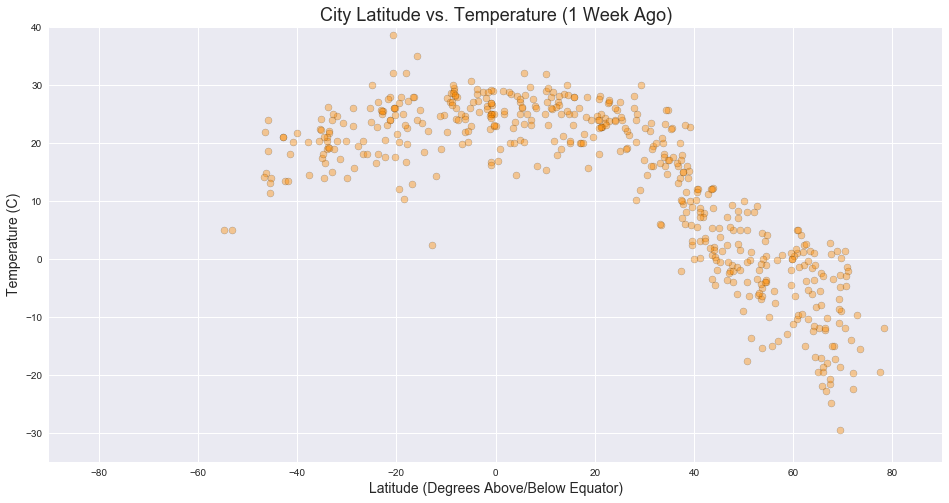 City Latitude vs. Temperature (1 Week Ago)
Temperature (C)
40
30
20
10
0
−10
−20
−30
−80 −60 −40 −20 0 20 40 60 80
Latitude (Degrees Above/Below Equator)